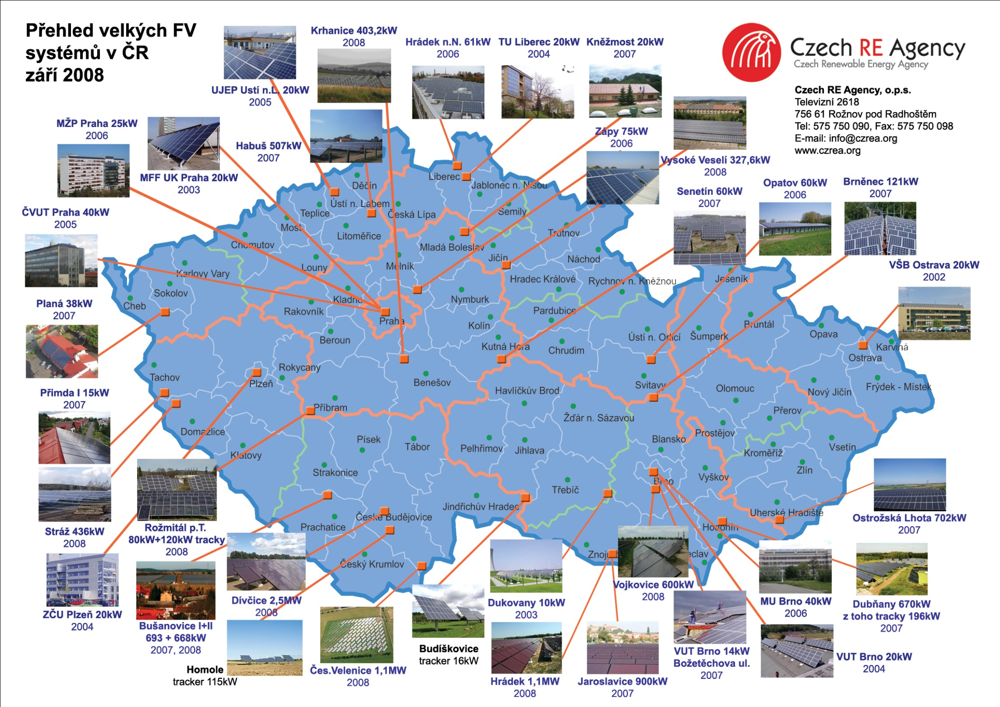 Přehled velkých FV
systémů v ČR
září 2008
Czech RE Agency
Czech Renewable Energy Agency
Czech RE Agency, o.p.s.
Televizní 2618
756 61 Rožnov pod Radhoštěm
Tel: 575 750 090, Fax: 575 750 098
E-mail: info@czrea.org
www.czrea.org
UJEP Ustí n.L. 20kW
2005
Krhanice 403,2kW
2008
Hrádek n.N. 61kW
2006
TU Liberec 20kW
2004
Kněžmost 20kW
2007
MŽP Praha 25kW
2006
MFF UK Praha 20kW
2003
Habuš 507kW
2007
Zápy 75kW
2006
Vysoké Veselí 327,6kW
2008
Senetín 60kW
2007
Opatov 60kW
2006
Brněnec 121kW
2007
ČVUT Praha 40kW
2005
VŠB Ostrava 20kW
2002
Planá 38kW
2007
Přimda I 15kW
2007
Stráž 436kW
2008
ZČU Plzeň 20kW
2004
Rožmitál p.T.
80kW+120kW tracky
2008
Bušanovice I+II
693 + 668kW
2007, 2008
Dívčice 2,5MW
2008
Homole
tracker 115kW
Čes.Velenice 1,1MW
2008
Budíškovice
tracker 16kW
Dukovany 10kW
2003
Hrádek 1,1MW
2008
Jaroslavice 900kW
2007
Vojkovice 600kW
2008
VUT Brno 14kW
Božetěchova ul.
2007
MU Brno 40kW
2006
VUT Brno 20kW
2004
Dubňany 670kW
z toho tracky 196kW
2007
Ostrožská Lhota 702kW
2007
Děčín
Liberec
Jablonec n. Nisou
Ústí n. Labem
Teplice
Česká Lípa
Semily
Most
Litoměřice
Trutnov
Chomutov
Mladá Boleslav
Jičín
Náchod
Louny
Mělník
Karlovy Vary
Hradec Králové
Rychnov n. Kněžnou
Jeseník
Sokolov
Cheb
Kladno
Nymburk
Rakovník
Pardubice
Praha
Kolín
Bruntál
Beroun
Ústí n. Orlicí
Šumperk
Opava
Kutná Hora
Chrudim
Karviná
Ostrava
Rokycany
Tachov
Plzeň
Benešov
Svitavy
Havlíčkův Brod
Olomouc
Nový Jičín
Frýdek - Místek
Příbram
Přerov
Žďár n. Sázavou
Domazlice
Prostějov
Písek
Tábor
Pelhřimov
Jihlava
Blansko
Vsetín
Klatovy
Kroměříž
Strakonice
Zlín
Vyškov
Brno
Třebíč
Jindřichův Hradec
Uherské Hradiště
České Budějovice
Prachatice
Hodonín
Znojm
eclav
Český Krumlov